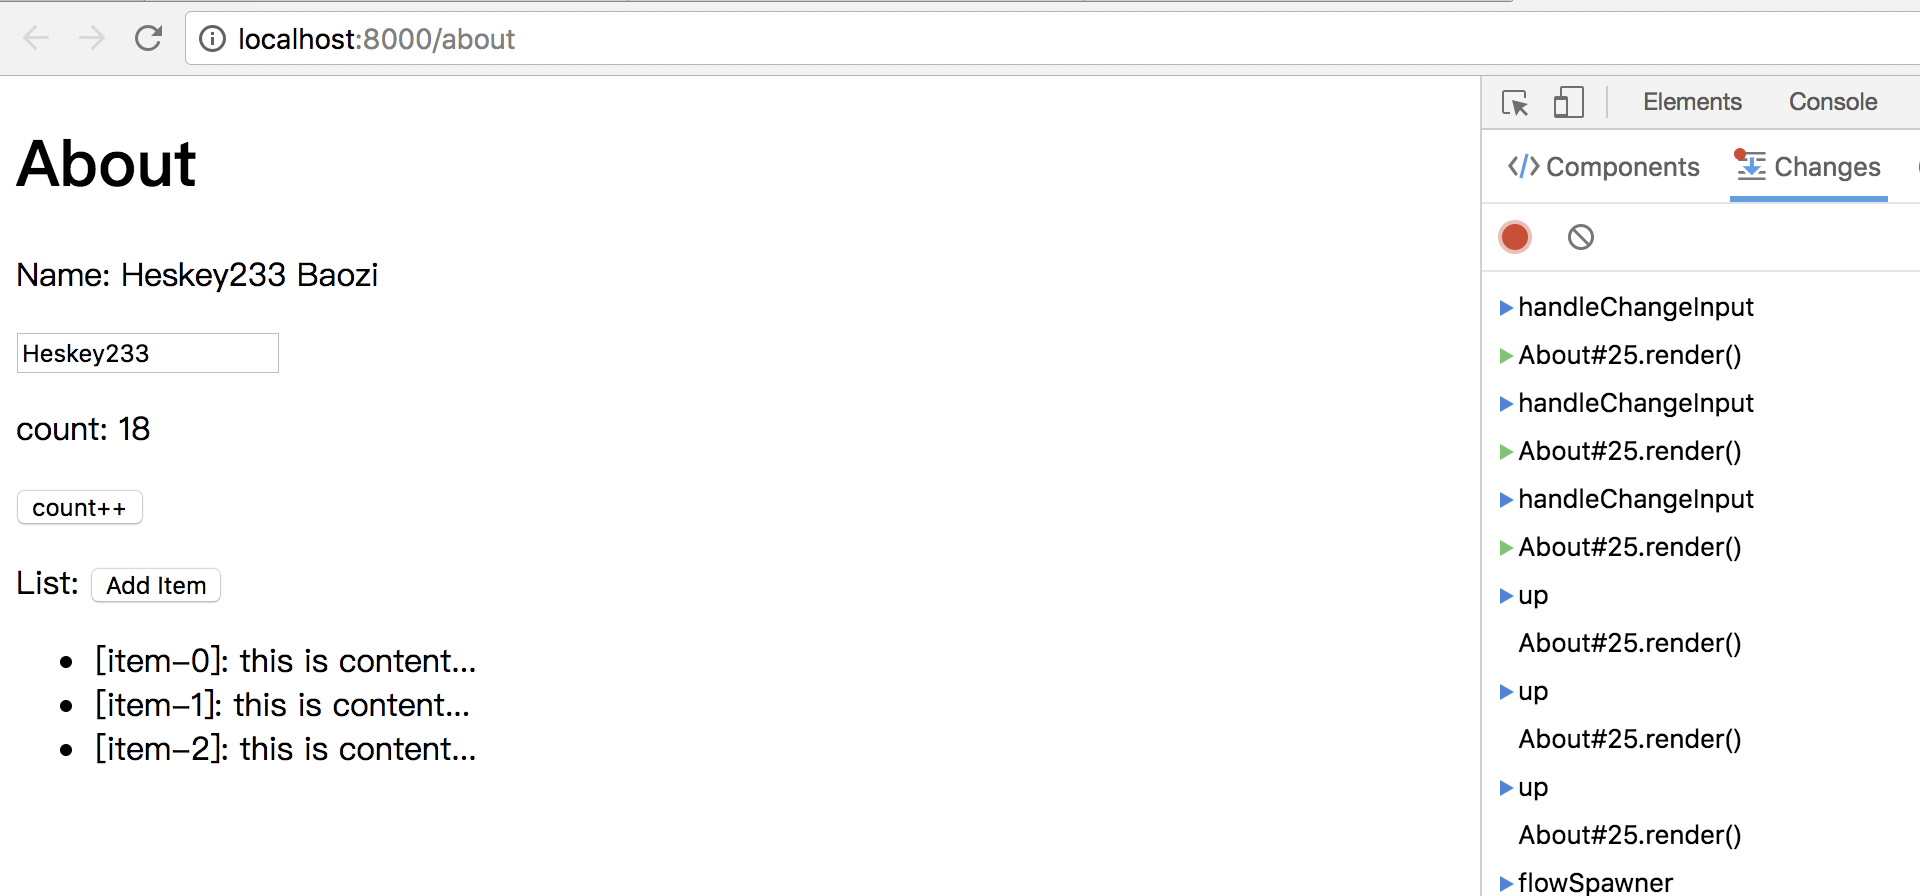 localhost:8000/about
Elements Console
Components Changes
About
Name: Heskey233 Baozi
Heskey233
count: 18
count++
List: Add Item
[item-0]: this is content...
[item-1]: this is content...
[item-2]: this is content...
handleChangeInput
About#25.render()
handleChangeInput
About#25.render()
handleChangeInput
About#25.render()
up
About#25.render()
up
About#25.render()
up
About#25.render()
flowSpawner